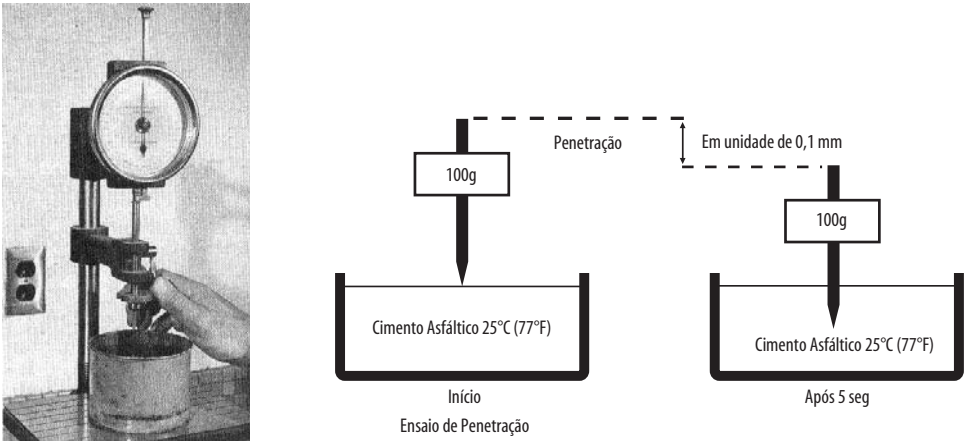 Penetração
Em unidade de 0,1 mm
100g
100g
Cimento Asfáltico 25°C (77°F)
Cimento Asfáltico 25°C (77°F)
Início
Após 5 seg
Ensaio de Penetração